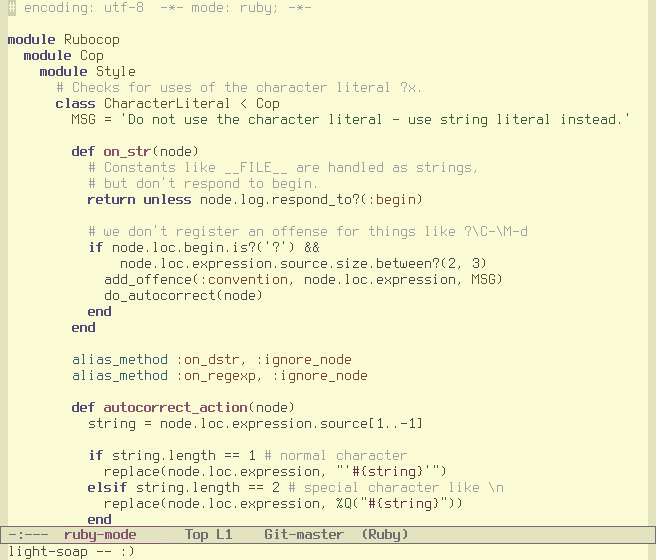 # encoding: utf-8  -*- mode: ruby; -*-
module Rubocop
module Cop
module Style
# Checks for uses of the character literal ?x.
class CharacterLiteral < Cop
MSG = 'Do not use the character literal - use string literal instead.'
def on_str(node)
# Constants like __FILE__ are handled as strings,
# but don't respond to begin.
return unless node.log.respond_to?(:begin)
# we don't register an offense for things like ?\C-\M-d
if node.loc.begin.is?('?') &&
node.loc.expression.source.size.between?(2, 3)
add_offence(:convention, node.loc.expression, MSG)
do_autocorrect(node)
end
end
alias_method :on_dstr, :ignore_node
alias_method :on_regexp, :ignore_node
def autocorrect_action(node)
string = node.loc.expression.source[1..-1]
if string.length == 1 # normal character
replace(node.loc.expression, "'#{string}'")
elsif string.length == 2 # special character like \n
replace(node.loc.expression, %Q("#{string}"))
end
-:---  ruby-mode      Top L1    Git-master  (Ruby)
light-soap -- :)